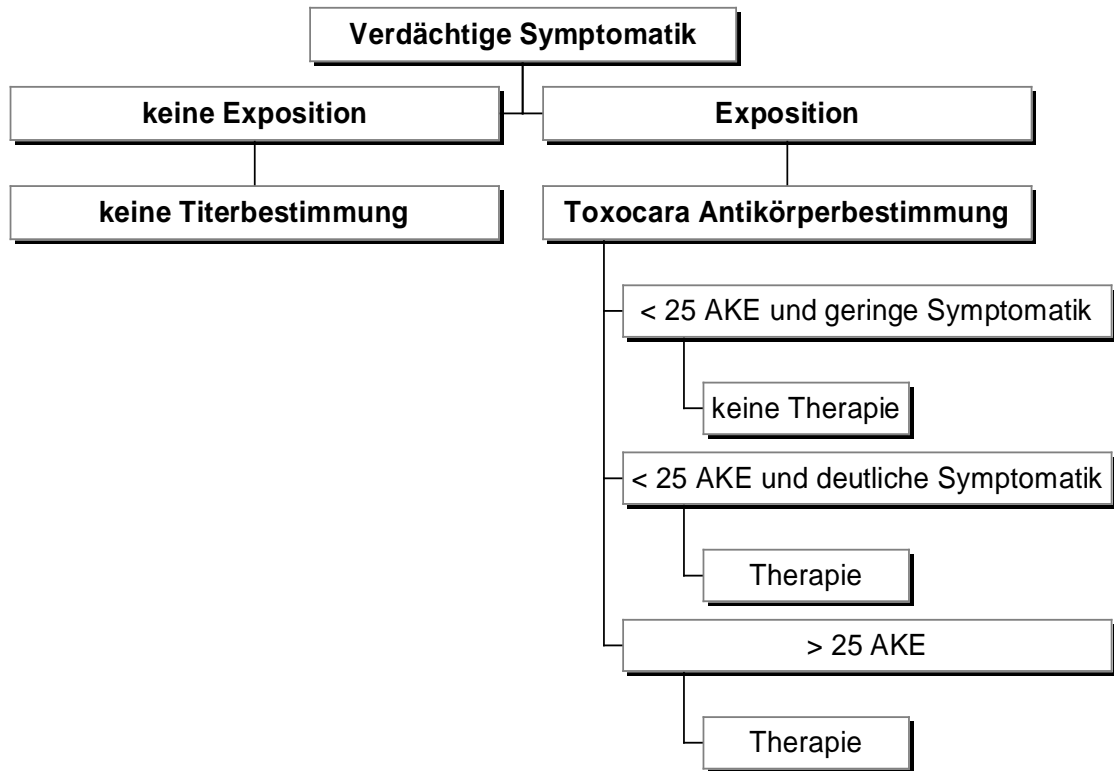 Verdächtige Symptomatik
keine Exposition
Exposition
keine Titerbestimmung
Toxocara Antikörperbestimmung
< 25 AKE und geringe Symptomatik
keine Therapie
< 25 AKE und deutliche Symptomatik
Therapie
> 25 AKE
Therapie